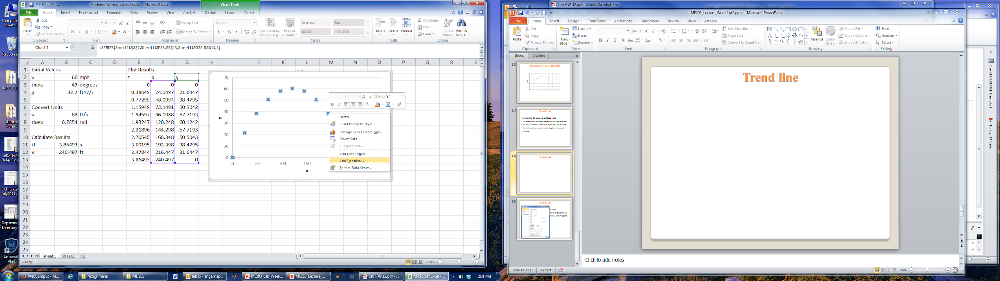 Problem Solving Example.xlsx - Microsoft Excel
Chart Tools
File Home Insert Page Layout Formulas Data Review View Acrobat Design Layout Format
Paste
Cut
Copy
Format Painter
Clipboard
10
Font
Wrap Text
Merge & Center
Alignment
General
Number
Conditional Formatting
Format as Table
Normal Bad
Good Neutral
Styles
Insert Delete Format
Cells
AutoSum
Fill
Clear
Sort & Filter
Find & Select
Editing
Chart 1
=SERIES(Sheet1!$G$2,Sheet1!$F$3:$F$13,Sheet1!$G$3:$G$13,1)
A B C D E F G H I J K L M N O P Q R S
1 Initial Values Plot Results
2 v 60 mph t x y
3 theta 45 degrees 0 0 0
4 g 32.2 ft^2/s 0.38649 24.0497 21.6447
5 0.77299 48.0994 38.4795
6 Convert Units 1.15948 72.1491 50.5043
7 v 88 ft/s 1.54597 96.1988 57.7193
8 theta 0.7854 rad 1.93247 120.248 60.1242
9 2.31896 144.298 57.7193
10 Calculate Results 2.70545 168.348 50.5043
11 tf 3.86493 s 3.09195 192.398 38.4795
12 x 240.497 ft 3.47844 216.447 21.6447
13 3.86493 240.497 0
14
15
16
17
18
19
20
21
22
23
24
25
70
60
50
40
30
20
10
0
0 50 100 150
y
x
Series "y"
Delete
Reset to Match Style
Change Series Chart Type...
Select Data...
3-D Rotation...
Add Data Labels
Add Trendline...
Format Data Series...
Sheet1 Sheet2
Ready
120%
Recycle
Student
Forms
2014 FSA
Rules Fina
July2013.p
Departme
Directory
Universi
Alert
WebCampus - M...
Assignments
ME 203
Inbox - angelinap...
ME203_Lab_Week...
ME203_Lecture_...
Lab HW 12.pdf - ...
Microsoft Excel - ...
2:01 PM
Lab HW 12.pdf - Adobe Acrobat Pro
ME203_Lecture_Week 1pt2.pptx - Microsoft PowerPoint
File Home Insert Design Transitions Animations Slide Show Review View Acrobat
Paste
Cut
Copy
Format Painter
Clipboard
New Slide
Layout
Reset
Section
Slides
24+
Font
Text Direction
Align Text
Convert to SmartArt
Paragraph
Arrange
Quick Styles
Shape Fill
Shape Outline
Shape Effects
Drawing
Find
Replace
Select
Editing
Slides Outline
12
Example: Check Results
13
Trend line
14
Trend line
15
Trend line
Trend line
Click to add notes
Slide 14 of 15
"Aspect"
85%
Tue 9/2 2:00 PM: Canceled:
Today: 17 Tasks